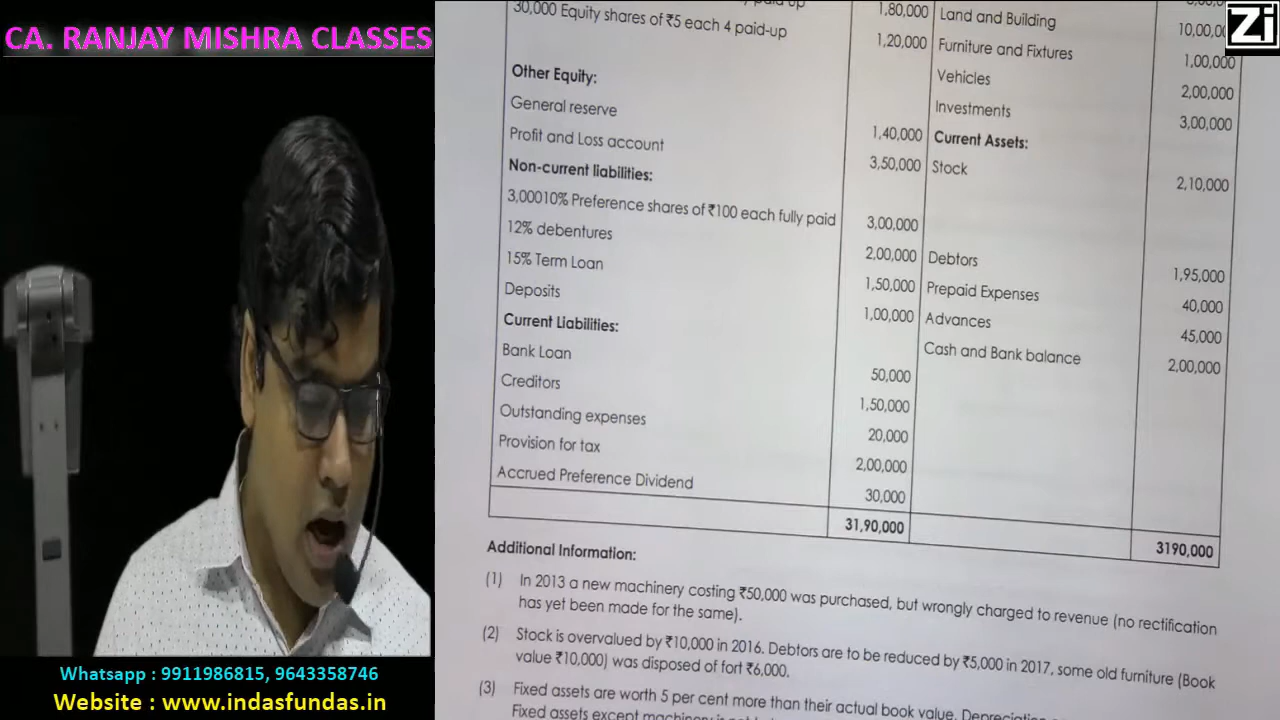 CA. RANJAY MISHRA CLASSES
Zi
1,80,000 Land and Building 10,00,000
30,000 Equity shares of ₹5 each 4 paid-up 1,20,000 Furniture and Fixtures 1,00,000
Other Equity: Vehicles 2,00,000
General reserve 1,40,000 Investments 3,00,000
Profit and Loss account 3,50,000 Current Assets:
Non-current liabilities: Stock 2,10,000
3,00010% Preference shares of ₹100 each fully paid 3,00,000
12% debentures 2,00,000 Debtors 1,95,000
15% Term Loan 1,50,000 Prepaid Expenses 40,000
Deposits 1,00,000 Advances 45,000
Current Liabilities: Cash and Bank balance 2,00,000
Bank Loan 50,000
Creditors 1,50,000
Outstanding expenses 20,000
Provision for tax 2,00,000
Accrued Preference Dividend 30,000
31,90,000 3190,000
Additional Information:
(1) In 2013 a new machinery costing ₹50,000 was purchased, but wrongly charged to revenue (no rectification
has yet been made for the same).
(2) Stock is overvalued by ₹10,000 in 2016. Debtors are to be reduced by ₹5,000 in 2017, some old furniture (Book
value ₹10,000) was disposed of fort ₹6,000.
(3) Fixed assets are worth 5 per cent more than their actual book value. Depreciation
Fixed assets except machinery is
Whatsapp : 9911986815, 9643358746
Website : www.indasfundas.in